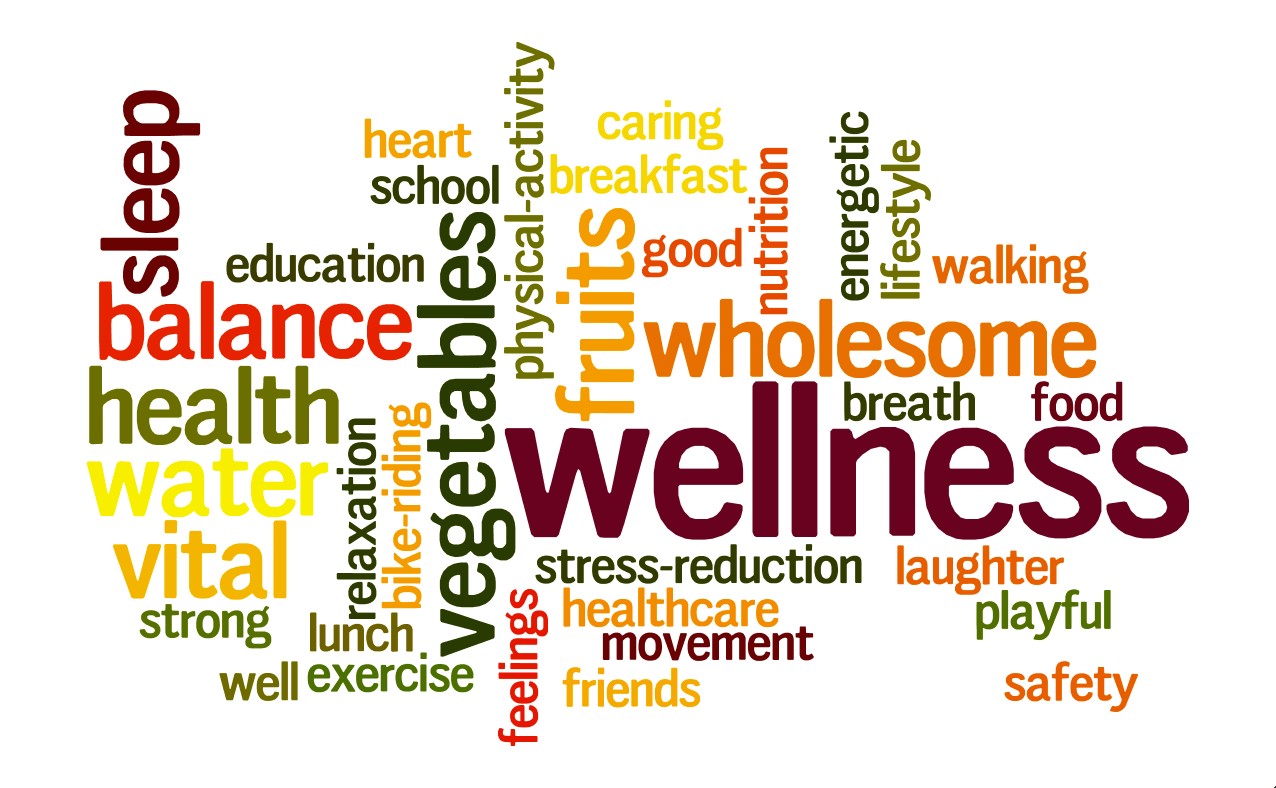 sleep
heart
school
education
balance
health
water
vital
strong
well
lunch
exercise
relaxation
bike-riding
vegetables
physical-activity
caring
breakfast
fruits
good
nutrition
energetic
lifestyle
walking
wholesome
breath
food
wellness
stress-reduction
laughter
healthcare
playful
movement
feelings
friends
safety